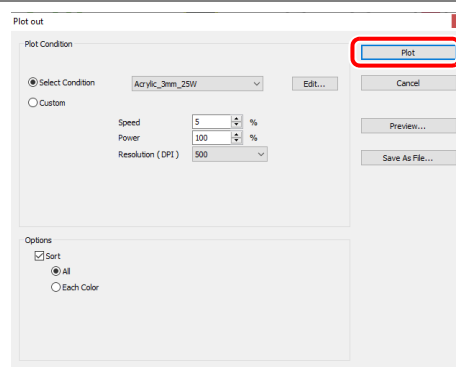 Plot out
Plot Condition
Plot
Select Condition Acrylic_3mm_25W Edit... Cancel
Custom
Speed 5 %
Preview...
Power 100 %
Resolution ( DPI ) 500
Save As File...
Options
Sort
All
Each Color